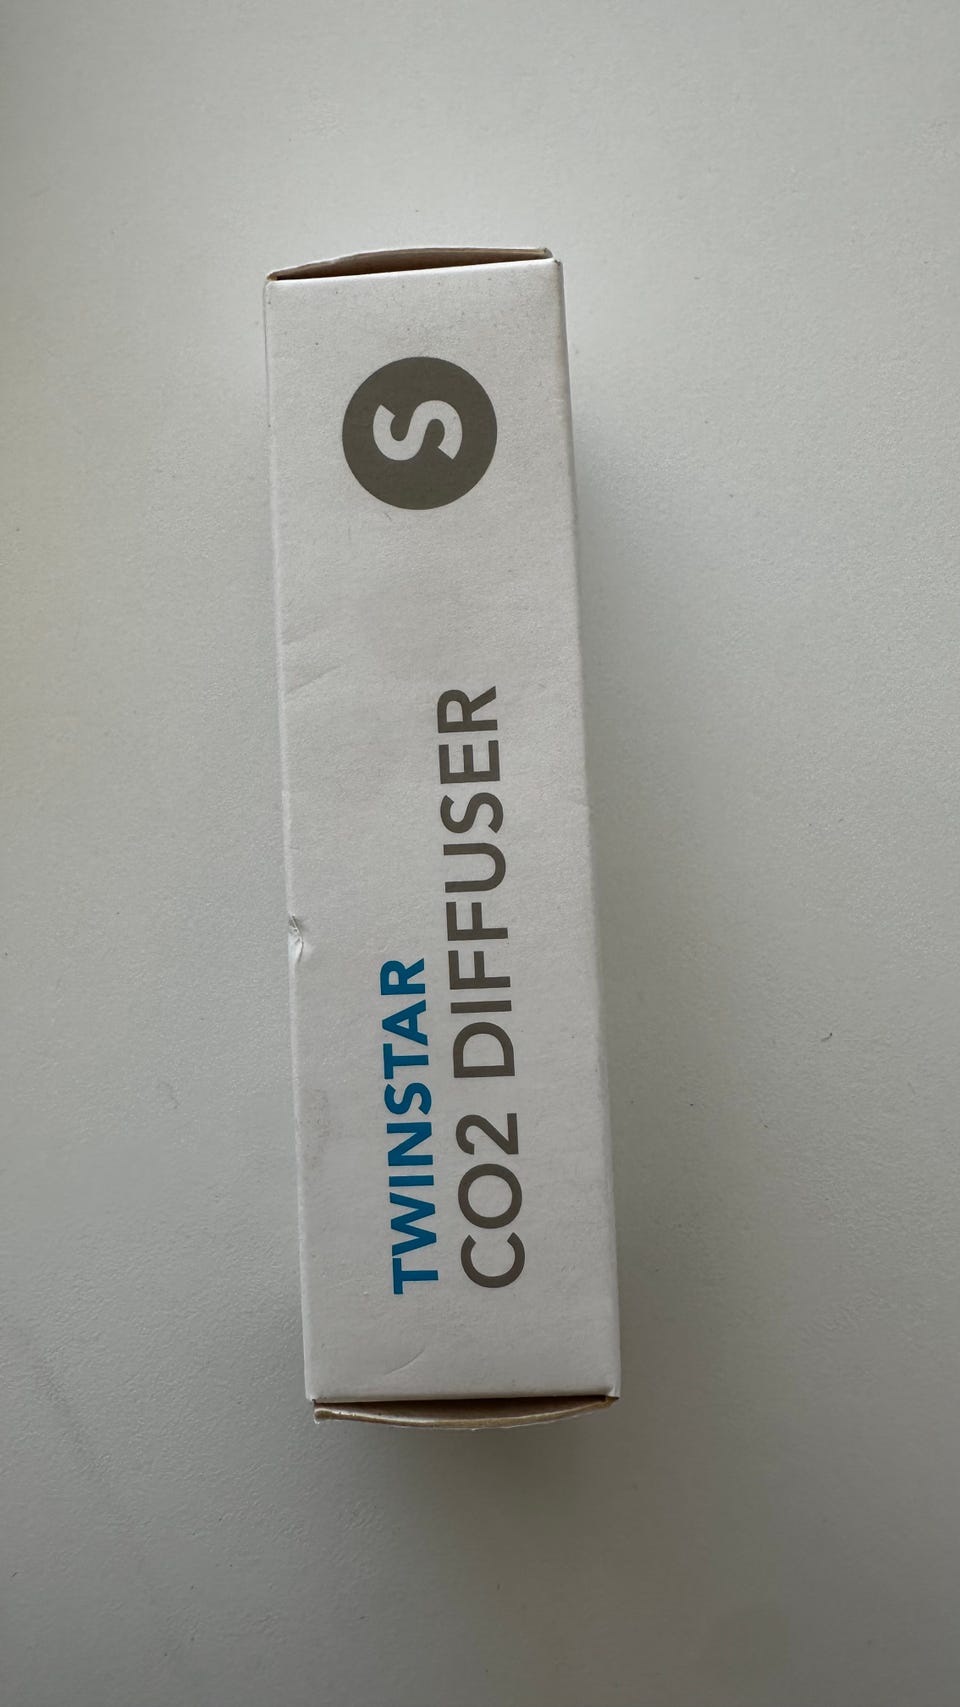 TWINSTAR
CO2 DIFFUSER
S